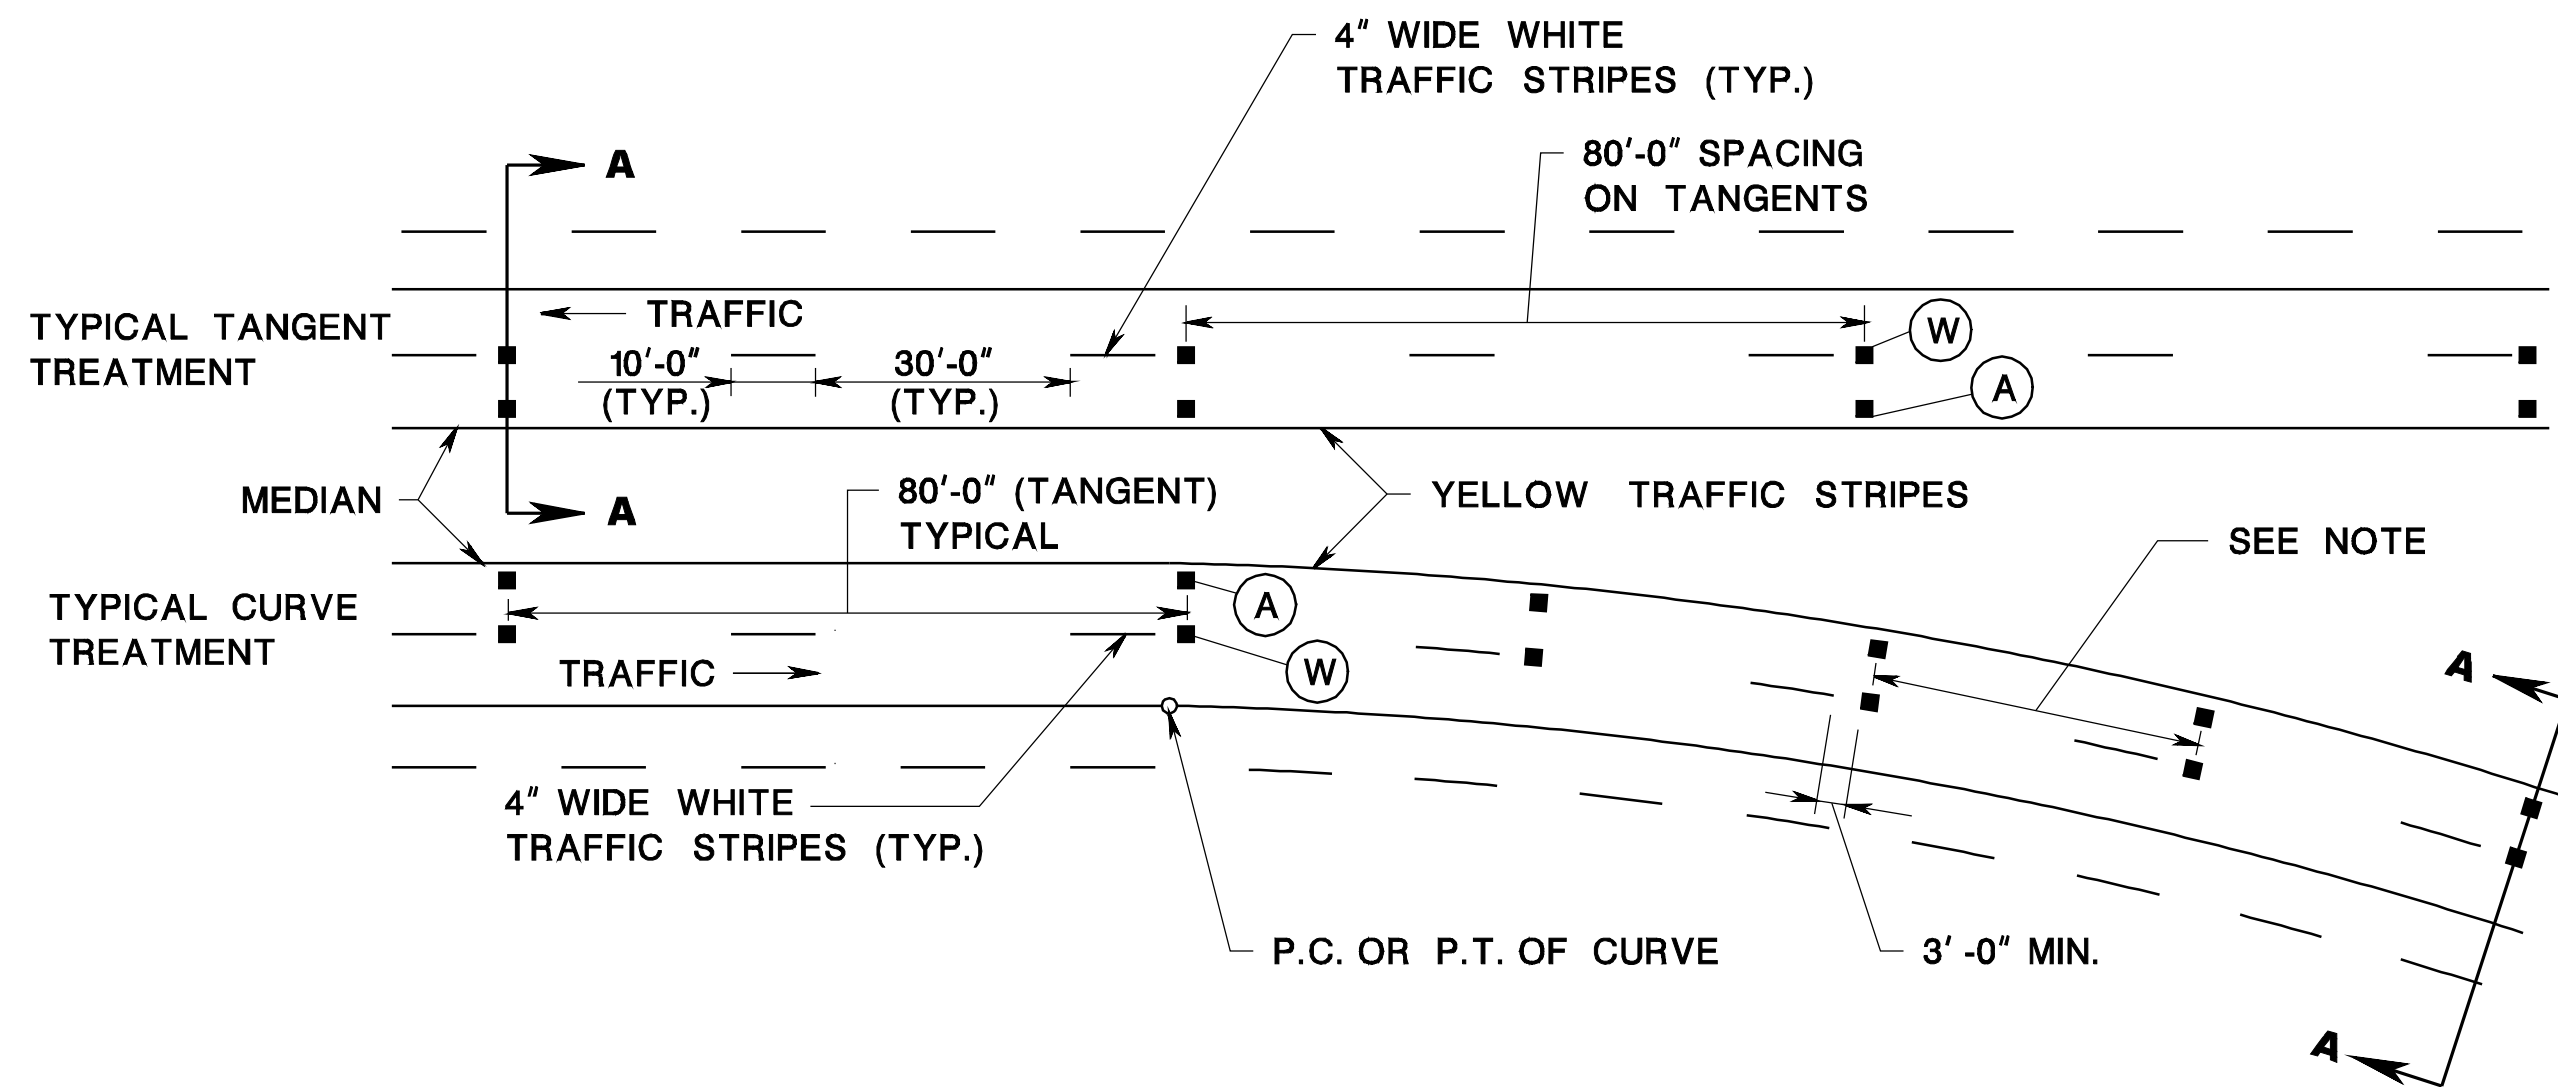 4" WIDE WHITE
TRAFFIC STRIPES (TYP.)
80'-0" SPACING
ON TANGENTS
A
TYPICAL TANGENT
TREATMENT
TRAFFIC
10'-0"
(TYP.)
30'-0"
(TYP.)
W
A
MEDIAN
A
80'-0" (TANGENT)
TYPICAL
YELLOW TRAFFIC STRIPES
SEE NOTE
TYPICAL CURVE
TREATMENT
A
W
TRAFFIC
A
4" WIDE WHITE
TRAFFIC STRIPES (TYP.)
P.C. OR P.T. OF CURVE
3'-0" MIN.
A